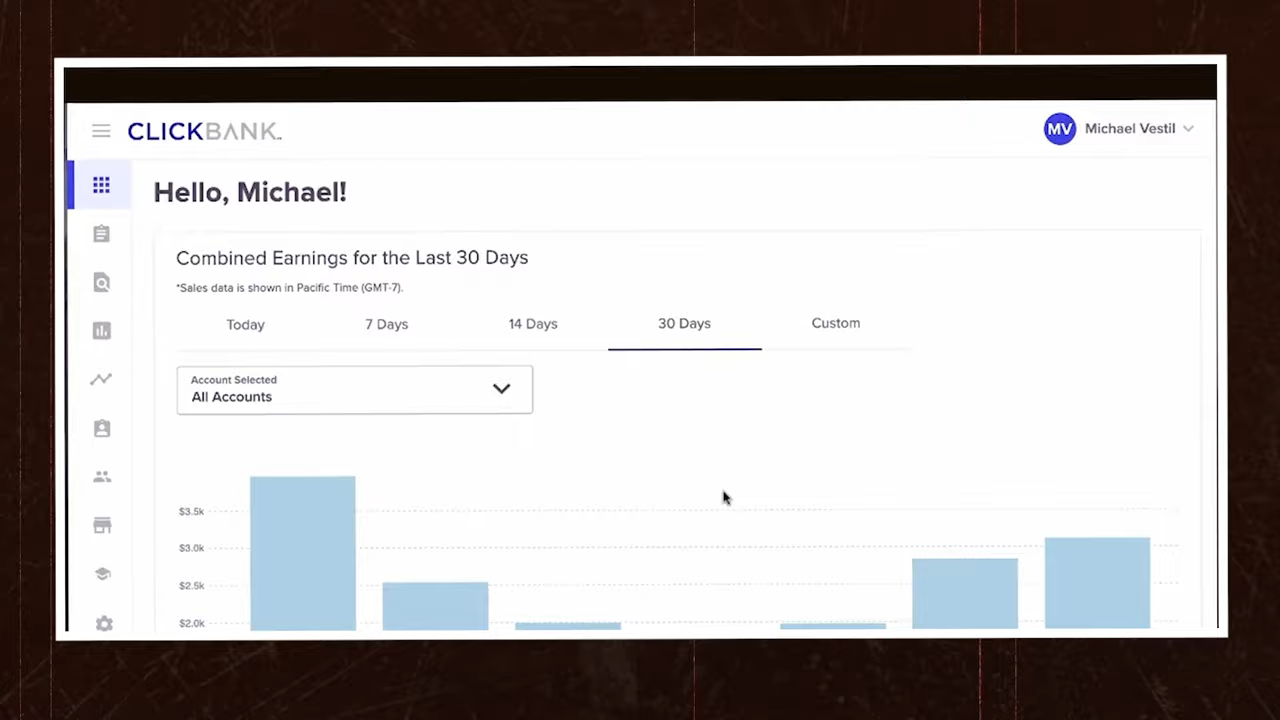 CLICKBANK
MV Michael Vestil
Hello, Michael!
Combined Earnings for the Last 30 Days
*Sales data is shown in Pacific Time (GMT-7).
Today 7 Days 14 Days 30 Days Custom
Account Selected
All Accounts
$3.5k
$3.0k
$2.5k
$2.0k